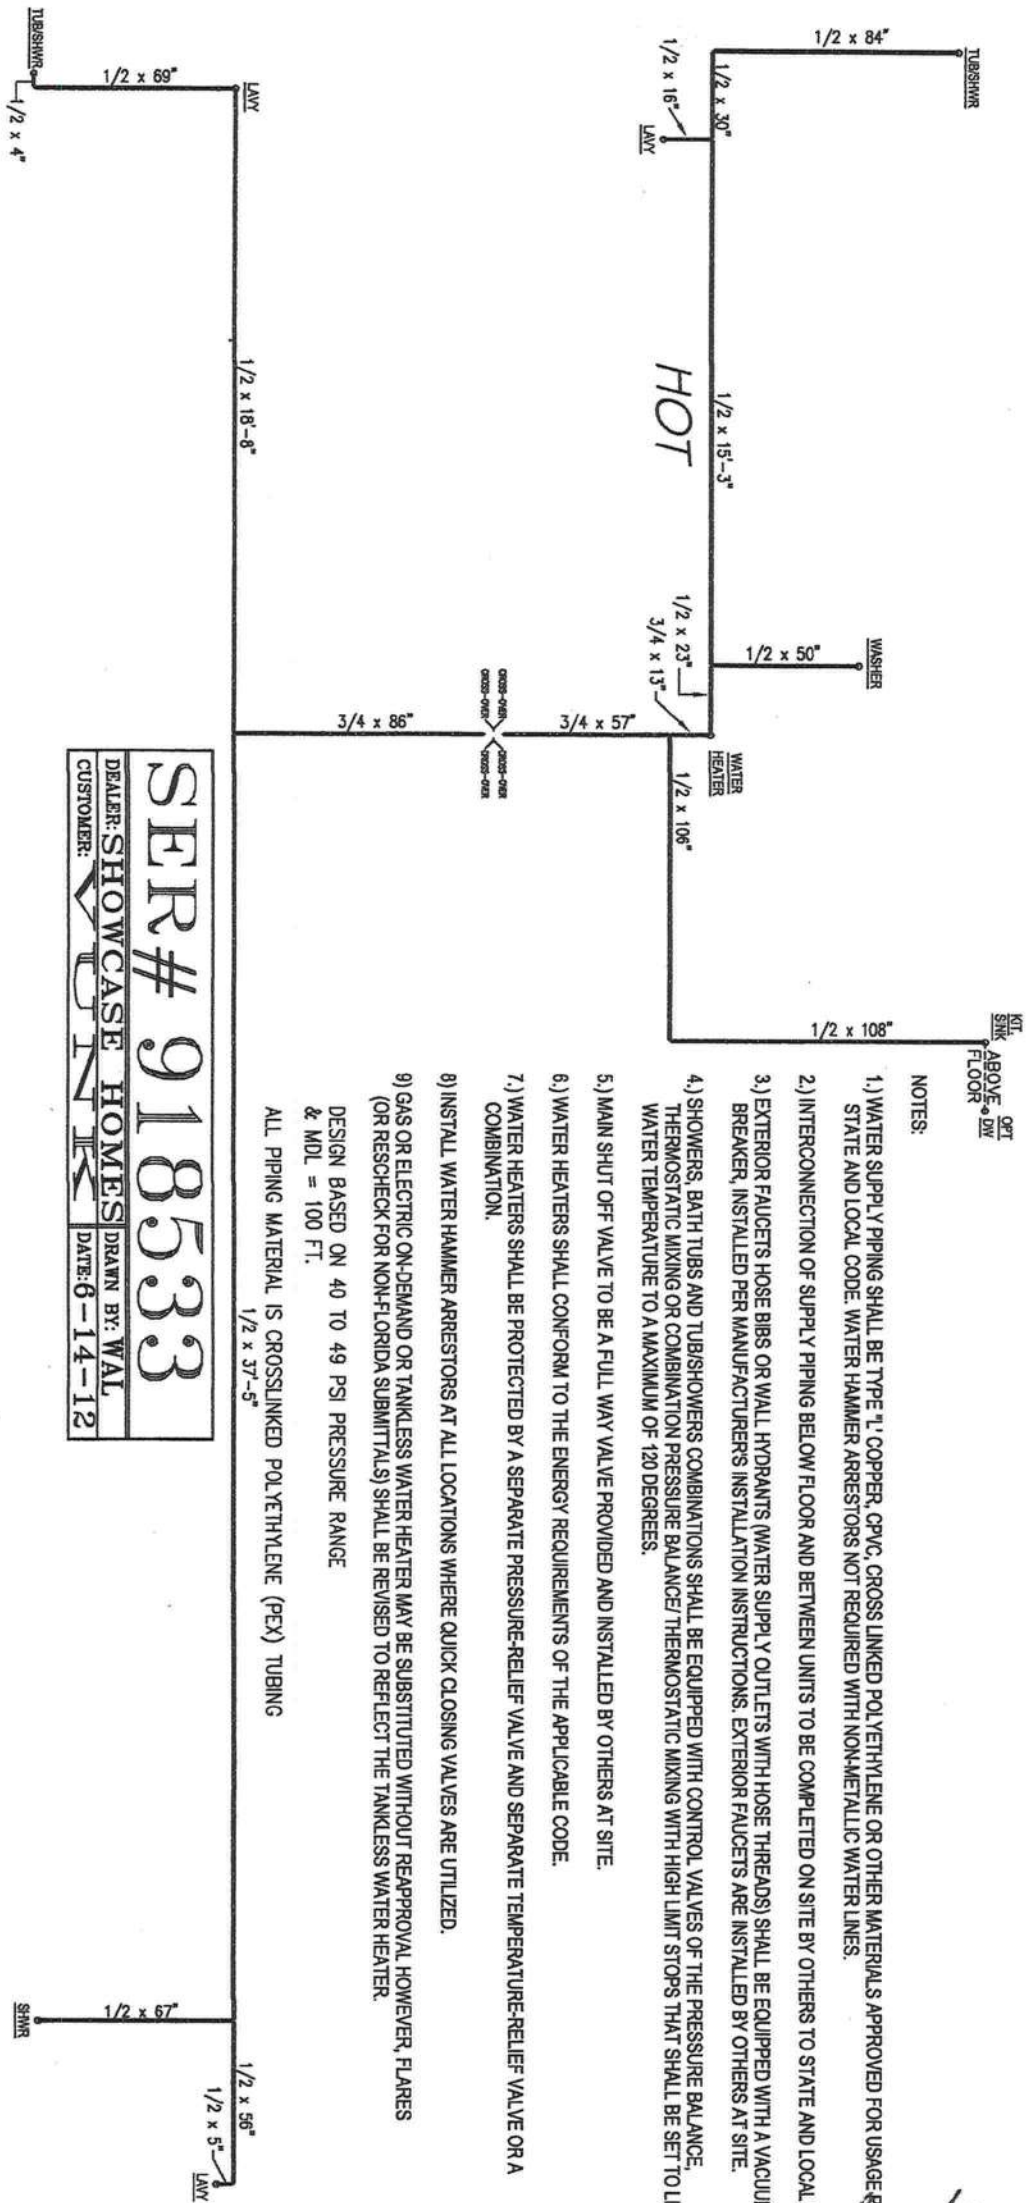 TUB/SHWR
1/2 x 84"
1/2 x 30"
1/2 x 16"
LAVY
HOT
1/2 x 15'-3"
WASHER
1/2 x 50"
1/2 x 23"
3/4 x 13"
WATER
HEATER
1/2 x 106"
1/2 x 108"
KIT.
SINK
ABOVE
FLOOR
OPT
DW
3/4 x 57"
CROSS-OVER
CROSS-OVER
CROSS-OVER
CROSS-OVER
3/4 x 86"
LAVY
1/2 x 69"
TUB/SHWR
1/2 x 4"
1/2 x 18'-8"
1/2 x 37'-5"
1/2 x 67"
SHWR
1/2 x 56"
1/2 x 5"
LAVY
NOTES:
1.) WATER SUPPLY PIPING SHALL BE TYPE "L" COPPER, CPVC, CROSS LINKED POLYETHYLENE OR OTHER MATERIALS APPROVED FOR USAGE
STATE AND LOCAL CODE. WATER HAMMER ARRESTORS NOT REQUIRED WITH NON-METALLIC WATER LINES.
2.) INTERCONNECTION OF SUPPLY PIPING BELOW FLOOR AND BETWEEN UNITS TO BE COMPLETED ON SITE BY OTHERS TO STATE AND LOCAL
3.) EXTERIOR FAUCETS HOSE BIBS OR WALL HYDRANTS (WATER SUPPLY OUTLETS WITH HOSE THREADS) SHALL BE EQUIPPED WITH A VACUU
BREAKER, INSTALLED PER MANUFACTURER'S INSTALLATION INSTRUCTIONS. EXTERIOR FAUCETS ARE INSTALLED BY OTHERS AT SITE.
4.) SHOWERS, BATH TUBS AND TUB/SHOWERS COMBINATIONS SHALL BE EQUIPPED WITH CONTROL VALVES OF THE PRESSURE BALANCE,
THERMOSTATIC MIXING OR COMBINATION PRESSURE BALANCE/ THERMOSTATIC MIXING WITH HIGH LIMIT STOPS THAT SHALL BE SET TO LI
WATER TEMPERATURE TO A MAXIMUM OF 120 DEGREES.
5.) MAIN SHUT OFF VALVE TO BE A FULL WAY VALVE PROVIDED AND INSTALLED BY OTHERS AT SITE.
6.) WATER HEATERS SHALL CONFORM TO THE ENERGY REQUIREMENTS OF THE APPLICABLE CODE.
7.) WATER HEATERS SHALL BE PROTECTED BY A SEPARATE PRESSURE-RELIEF VALVE AND SEPARATE TEMPERATURE-RELIEF VALVE OR A
COMBINATION.
8) INSTALL WATER HAMMER ARRESTORS AT ALL LOCATIONS WHERE QUICK CLOSING VALVES ARE UTILIZED.
9) GAS OR ELECTRIC ON-DEMAND OR TANKLESS WATER HEATER MAY BE SUBSTITUTED WITHOUT REAPPROVAL HOWEVER, FLARES
(OR RESCHECK FOR NON-FLORIDA SUBMITTALS) SHALL BE REVISED TO REFLECT THE TANKLESS WATER HEATER.
DESIGN BASED ON 40 TO 49 PSI PRESSURE RANGE
& MDL = 100 FT.
ALL PIPING MATERIAL IS CROSSLINKED POLYETHYLENE (PEX) TUBING
SER# 918533
DEALER: SHOWCASE HOMES DRAWN BY: WAL
CUSTOMER: YUNK DATE: 6-14-12